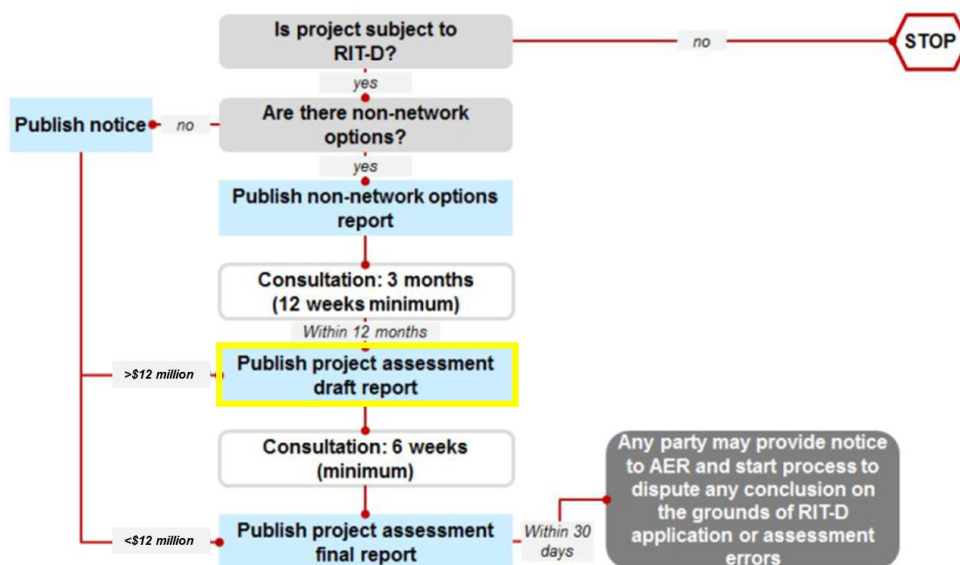 Is project subject to
RIT-D?
no
STOP
yes
Publish notice
no
Are there non-network
options?
yes
Publish non-network options
report
Consultation: 3 months
(12 weeks minimum)
Within 12 months
>$12 million
Publish project assessment
draft report
Consultation: 6 weeks
(minimum)
<$12 million
Publish project assessment
final report
Within 30
days
Any party may provide notice
to AER and start process to
dispute any conclusion on
the grounds of RIT-D
application or assessment
errors